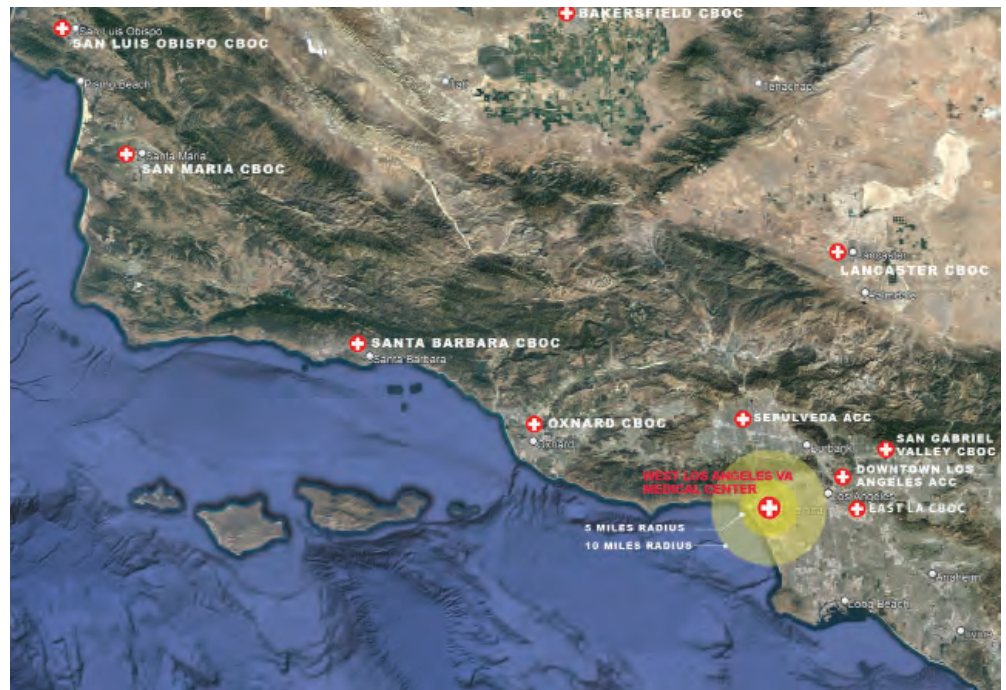 BAKERSFIELD CBOC
San Luis Obispo
SAN LUIS OBISPO CBOC
Pismo Beach
Taft
Tehachapi
Santa Maria
SAN MARIA CBOC
Lancaster
LANCASTER CBOC
Palmdale
SANTA BARBARA CBOC
Santa Barbara
OXNARD CBOC
Oxnard
SEPULVEDA ACC
Burbank
SAN GABRIEL
VALLEY CBOC
WEST LOS ANGELES VA
MEDICAL CENTER
DOWNTOWN LOS
ANGELES ACC
Los Angeles
EAST LA CBOC
5 MILES RADIUS
10 MILES RADIUS
Anaheim
Long Beach
Irvine